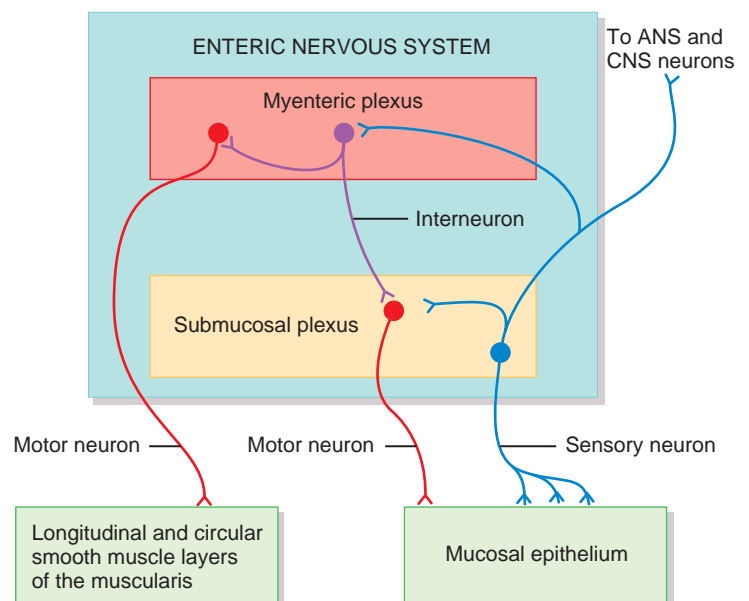 ENTERIC NERVOUS SYSTEM
To ANS and
CNS neurons
Myenteric plexus
Interneuron
Submucosal plexus
Motor neuron
Motor neuron
Sensory neuron
Longitudinal and circular
smooth muscle layers
of the muscularis
Mucosal epithelium